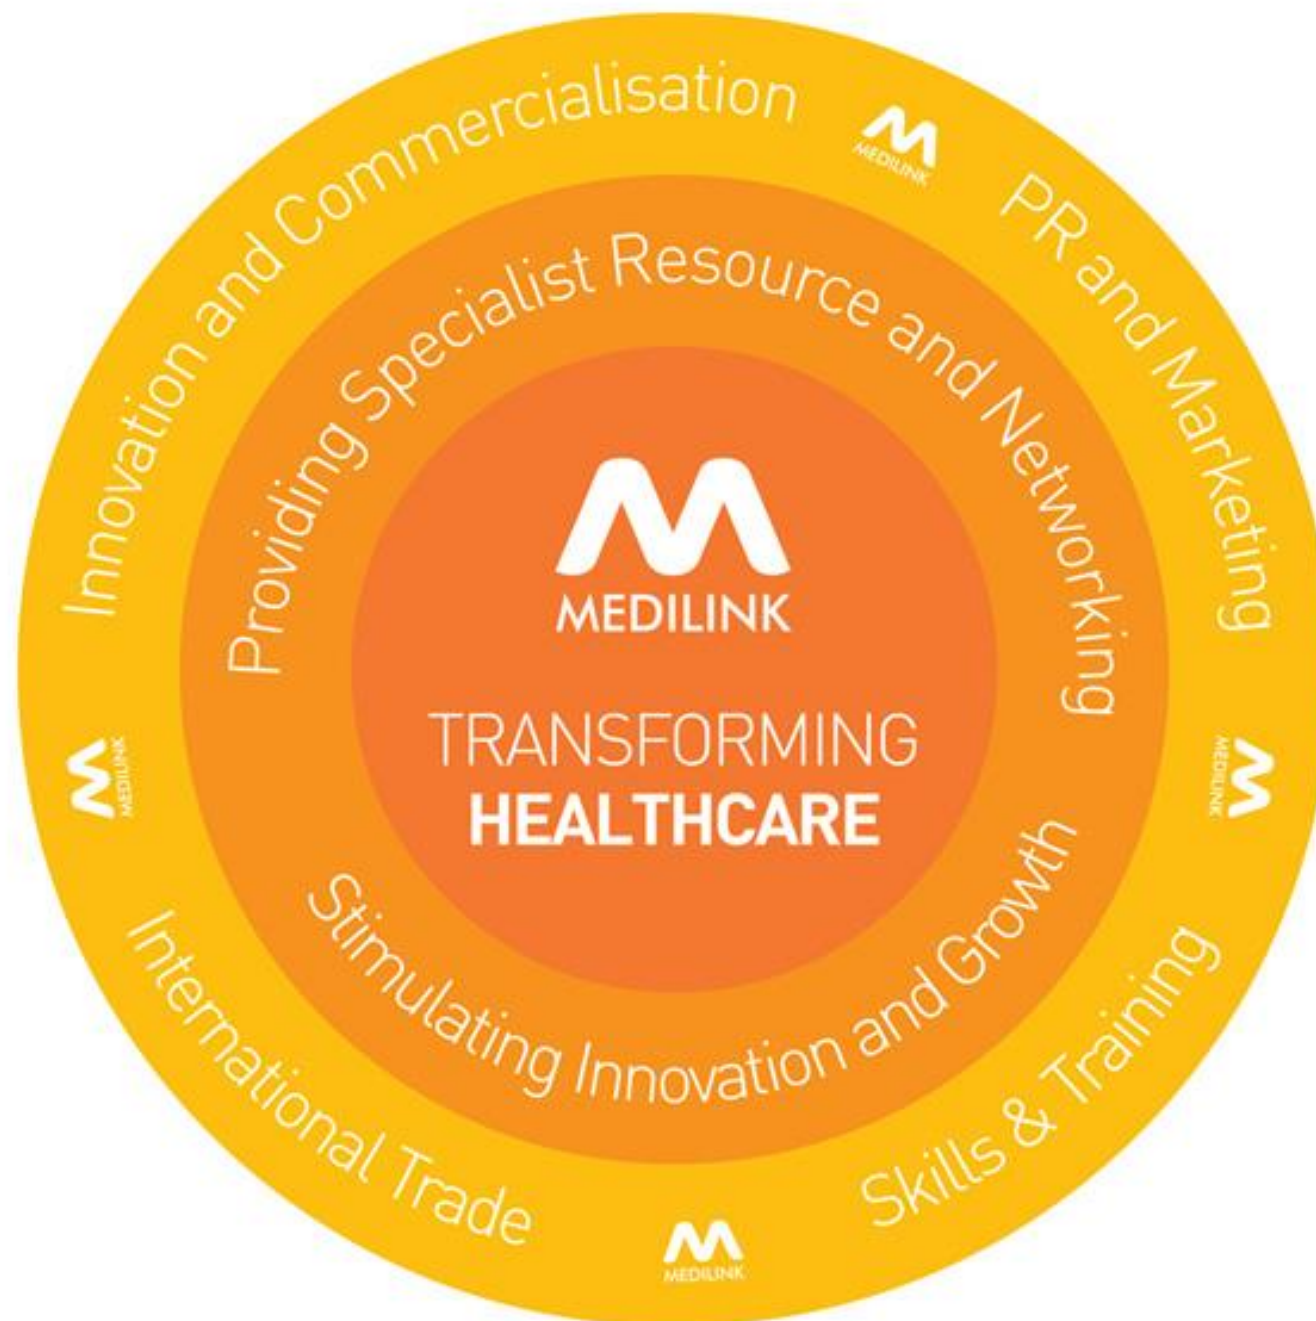 Innovation and Commercialisation
MEDILINK
PR and Marketing
MEDILINK
Skills & Training
MEDILINK
International Trade
MEDILINK
Providing Specialist Resource and Networking
Stimulating Innovation and Growth
MEDILINK
TRANSFORMING
HEALTHCARE